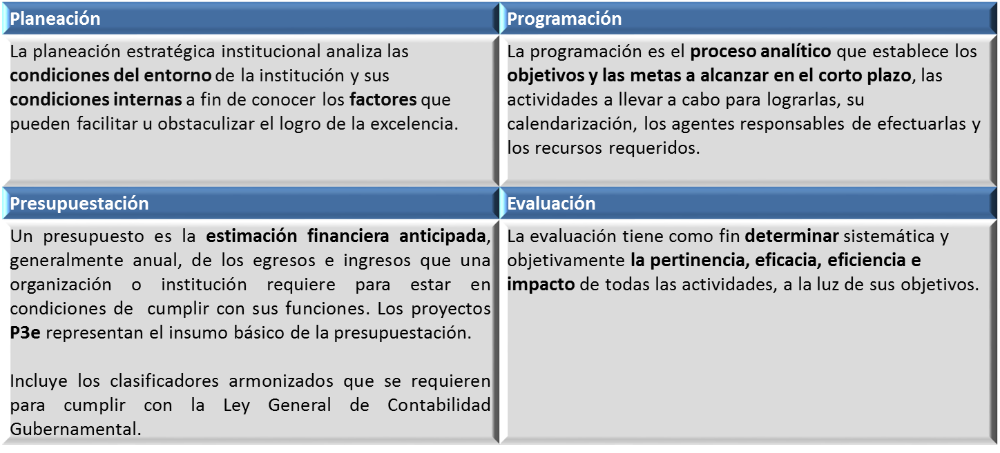 Planeación
La planeación estratégica institucional analiza las
condiciones del entorno de la institución y sus
condiciones internas a fin de conocer los factores que
pueden facilitar u obstaculizar el logro de la excelencia.
Programación
La programación es el proceso analítico que establece los
objetivos y las metas a alcanzar en el corto plazo, las
actividades a llevar a cabo para lograrlas, su
calendarización, los agentes responsables de efectuarlas y
los recursos requeridos.
Presupuestación
Un presupuesto es la estimación financiera anticipada,
generalmente anual, de los egresos e ingresos que una
organización o institución requiere para estar en
condiciones de cumplir con sus funciones. Los proyectos
P3e representan el insumo básico de la presupuestación.
Incluye los clasificadores armonizados que se requieren
para cumplir con la Ley General de Contabilidad
Gubernamental.
Evaluación
La evaluación tiene como fin determinar sistemática y
objetivamente la pertinencia, eficacia, eficiencia e
impacto de todas las actividades, a la luz de sus objetivos.